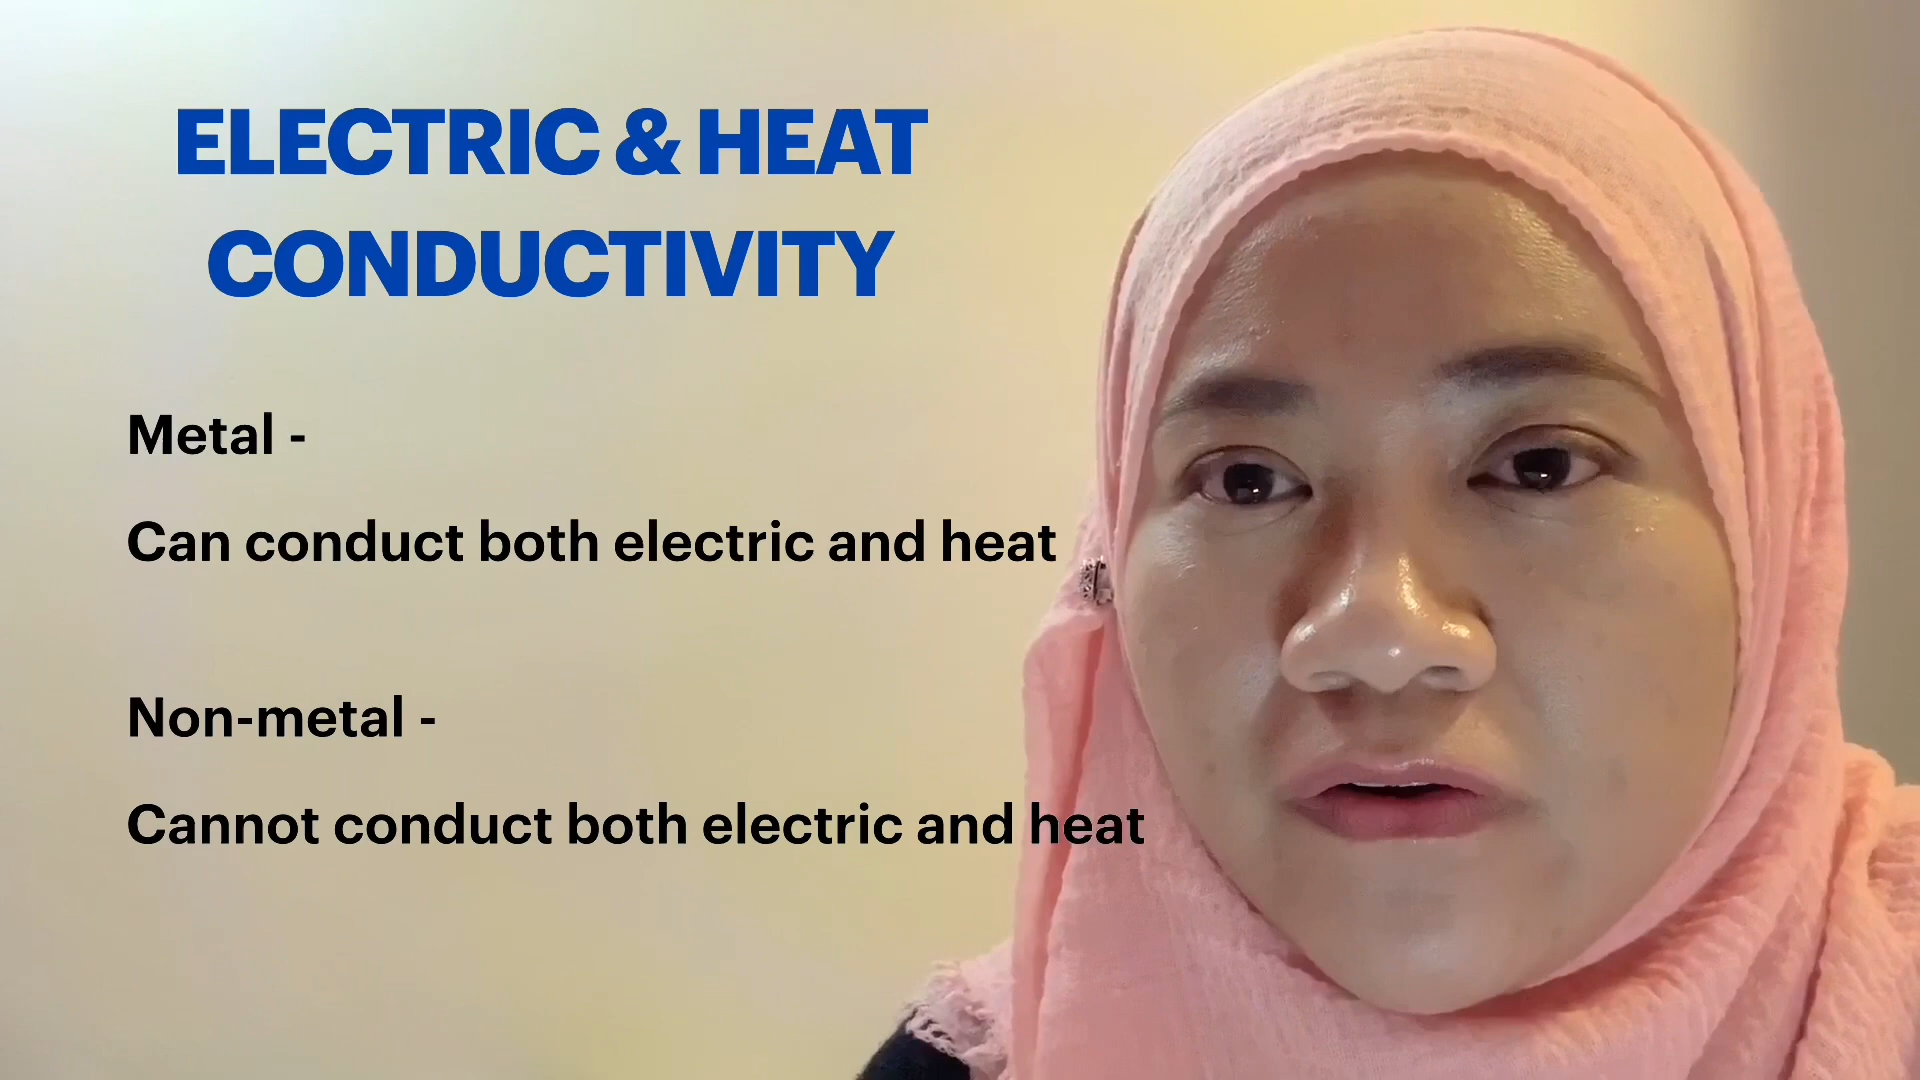 ELECTRIC & HEAT
CONDUCTIVITY
Metal -
Can conduct both electric and heat
Non-metal -
Cannot conduct both electric and heat